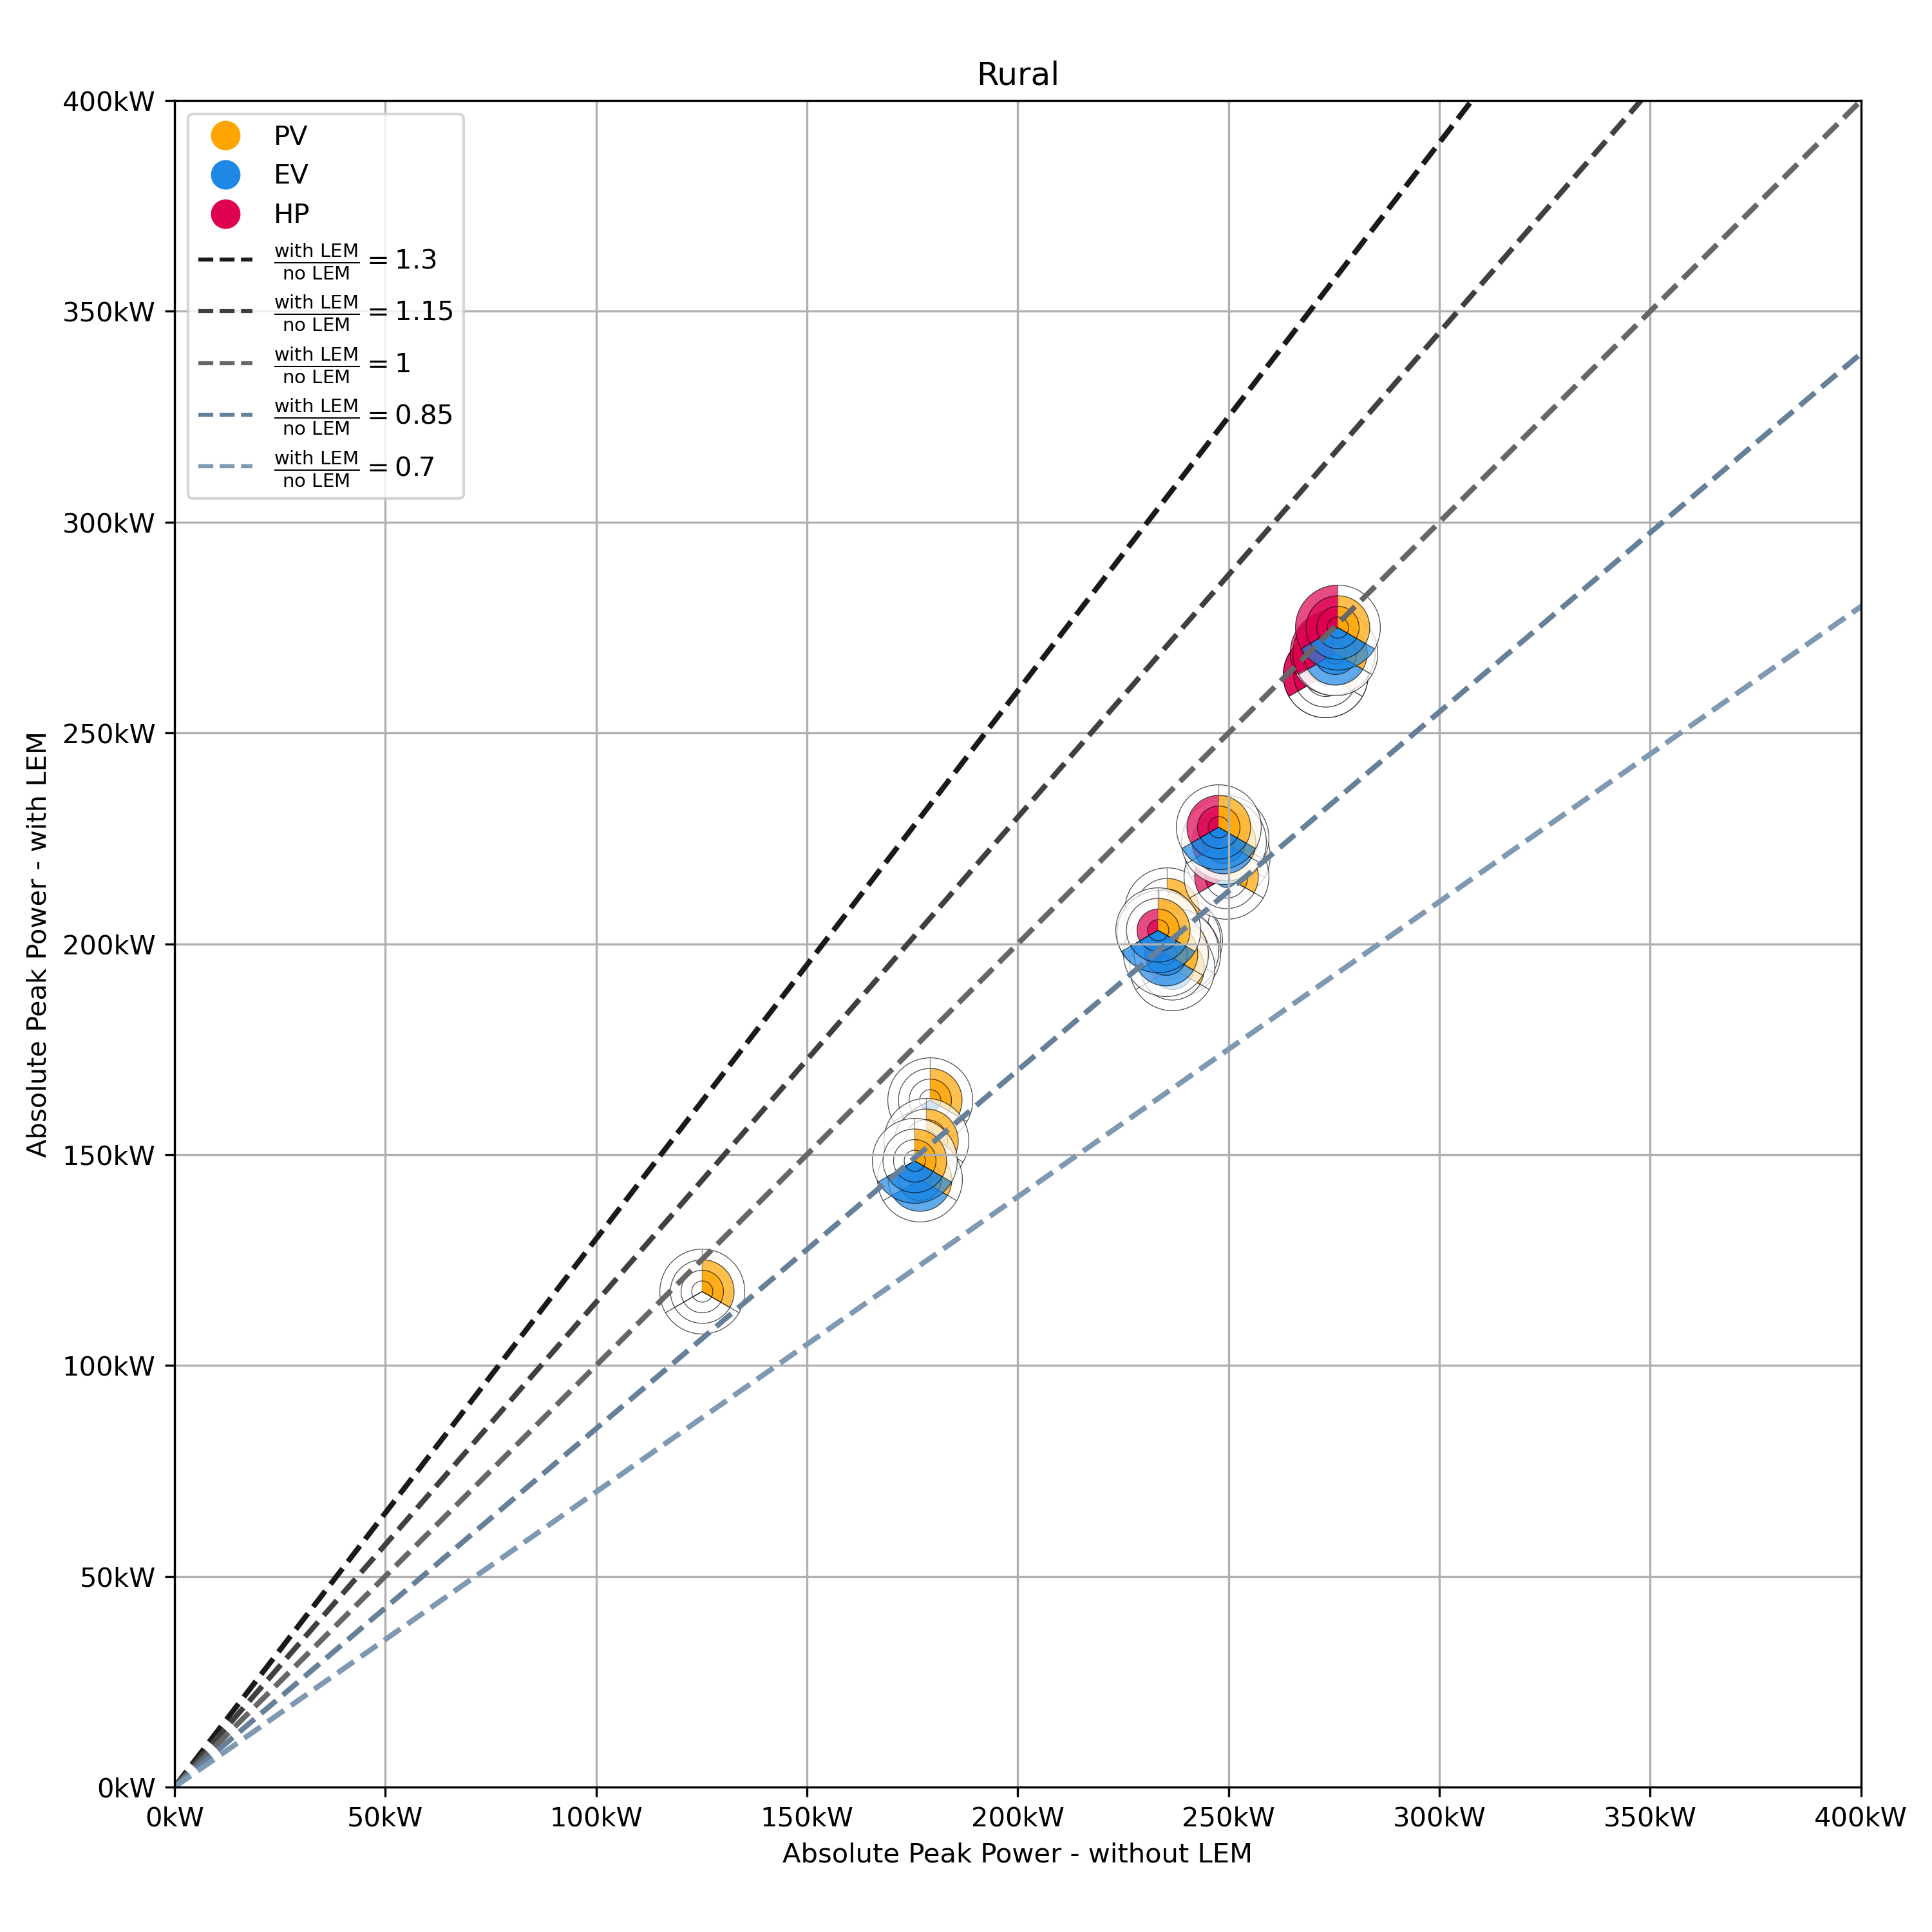 Rural
400kW
350kW
300kW
250kW
200kW
150kW
100kW
50kW
0kW
Absolute Peak Power - with LEM
PV
EV
HP
with LEM
no LEM = 1.3
with LEM
no LEM = 1.15
with LEM
no LEM = 1
with LEM
no LEM = 0.85
with LEM
no LEM = 0.7
0kW 50kW 100kW 150kW 200kW 250kW 300kW 350kW 400kW
Absolute Peak Power - without LEM